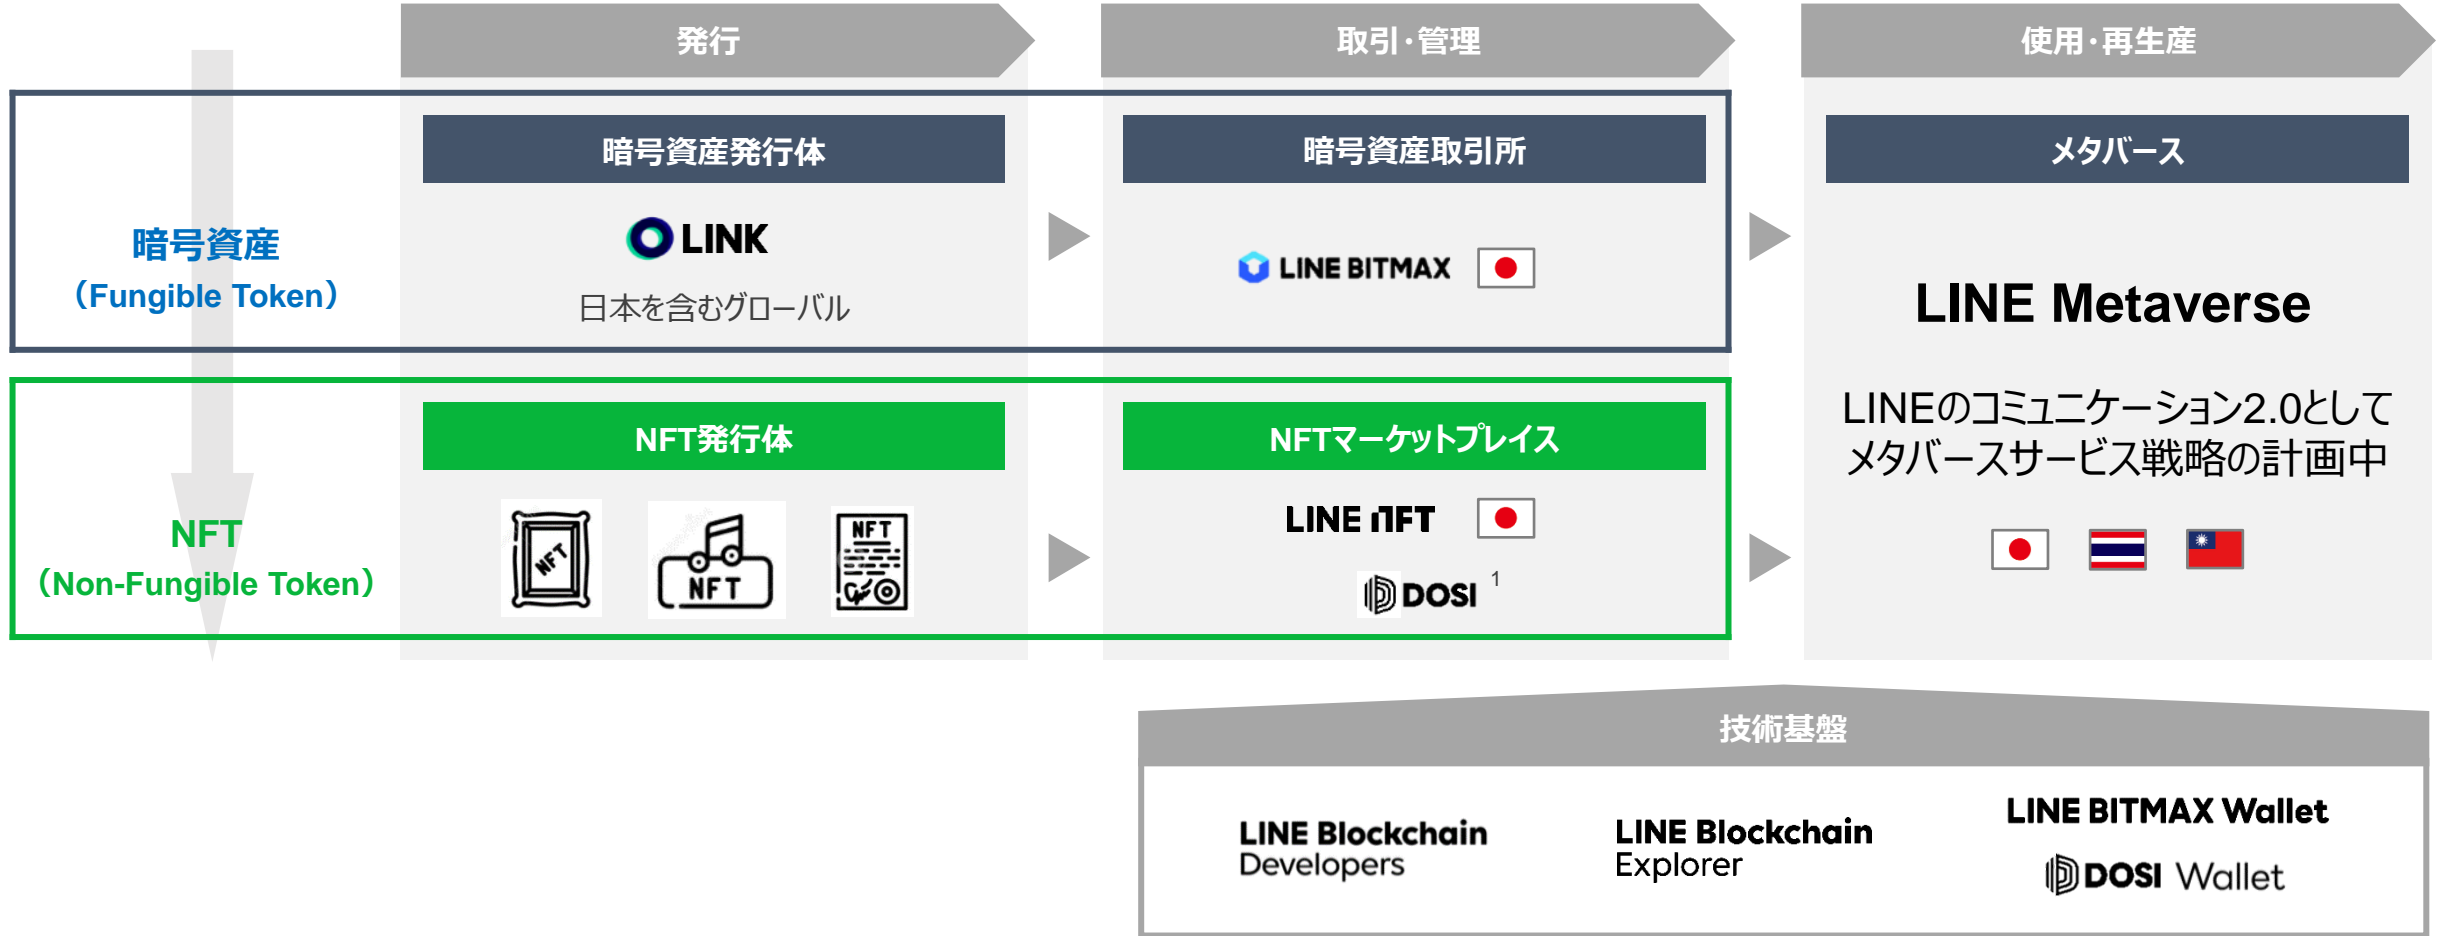 発行
取引・管理
使用・再生産
暗号資産
（Fungible Token）
暗号資産発行体
LINK
日本を含むグローバル
暗号資産取引所
LINE BITMAX
メタバース
LINE Metaverse
LINEのコミュニケーション2.0として
メタバースサービス戦略の計画中
NFT
（Non-Fungible Token）
NFT発行体
NFT
NFT
NFT
NFTマーケットプレイス
LINE NFT
DOSI 1
技術基盤
LINE Blockchain
Developers
LINE Blockchain
Explorer
LINE BITMAX Wallet
DOSI Wallet